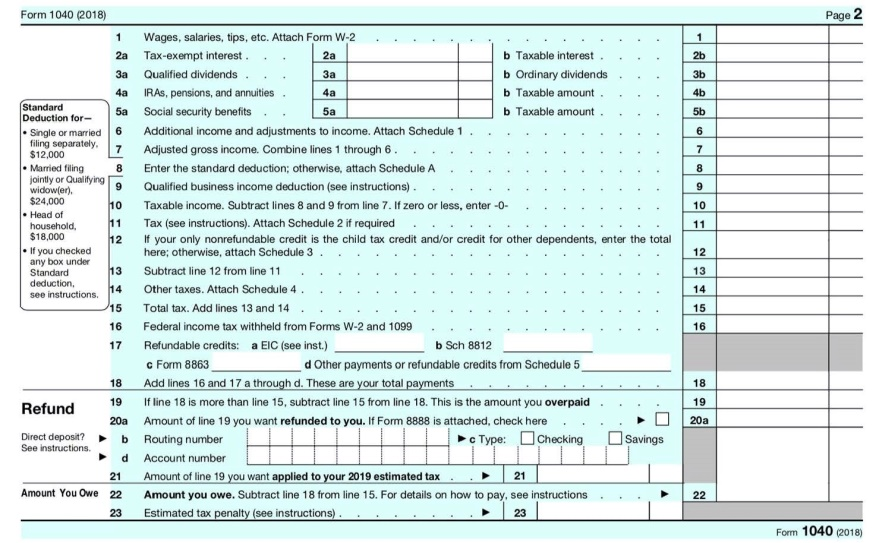 Form 1040 (2018) Page 2
1 Wages, salaries, tips, etc. Attach Form W-2 . . . . . . . . . . . . . . . . 1
2a Tax-exempt interest . . . 2a b Taxable interest . . . . 2b
3a Qualified dividends . . . 3a b Ordinary dividends . . . . 3b
4a IRAs, pensions, and annuities . 4a b Taxable amount . . . . 4b
5a Social security benefits . . 5a b Taxable amount . . . . 5b
6 Additional income and adjustments to income. Attach Schedule 1 . . . . . . . . . . . 6
7 Adjusted gross income. Combine lines 1 through 6 . . . . . . . . . . . . . . 7
8 Enter the standard deduction; otherwise, attach Schedule A . . . . . . . . . . . . 8
9 Qualified business income deduction (see instructions) . . . . . . . . . . . . . 9
10 Taxable income. Subtract lines 8 and 9 from line 7. If zero or less, enter -0- . . . . . . . . 10
11 Tax (see instructions). Attach Schedule 2 if required . . . . . . . . . . . . . 11
12 If your only nonrefundable credit is the child tax credit and/or credit for other dependents, enter the total
here; otherwise, attach Schedule 3 . . . . . . . . . . . . . . . . . 12
13 Subtract line 12 from line 11 . . . . . . . . . . . . . . . . . . 13
14 Other taxes. Attach Schedule 4 . . . . . . . . . . . . . . . . . 14
15 Total tax. Add lines 13 and 14 . . . . . . . . . . . . . . . . . 15
16 Federal income tax withheld from Forms W-2 and 1099 . . . . . . . . . . . . . 16
17 Refundable credits: a EIC (see inst.) b Sch 8812
c Form 8863 d Other payments or refundable credits from Schedule 5
18 Add lines 16 and 17 a through d. These are your total payments . . . . . . . . . . . 18
Standard
Deduction for—
• Single or married
filing separately,
$12,000
• Married filing
jointly or Qualifying
widow(er),
$24,000
• Head of
household,
$18,000
• If you checked
any box under
Standard
deduction,
see instructions.
Refund
19 If line 18 is more than line 15, subtract line 15 from line 18. This is the amount you overpaid . . . . 19
20a Amount of line 19 you want refunded to you. If Form 8888 is attached, check here . . . . ▶ 20a
Direct deposit?
See instructions.
▶ b Routing number ▶ c Type: Checking Savings
▶ d Account number
21 Amount of line 19 you want applied to your 2019 estimated tax . . ▶ 21
Amount You Owe 22 Amount you owe. Subtract line 18 from line 15. For details on how to pay, see instructions . . . ▶ 22
23 Estimated tax penalty (see instructions) . . . . . . . . ▶ 23
Form 1040 (2018)